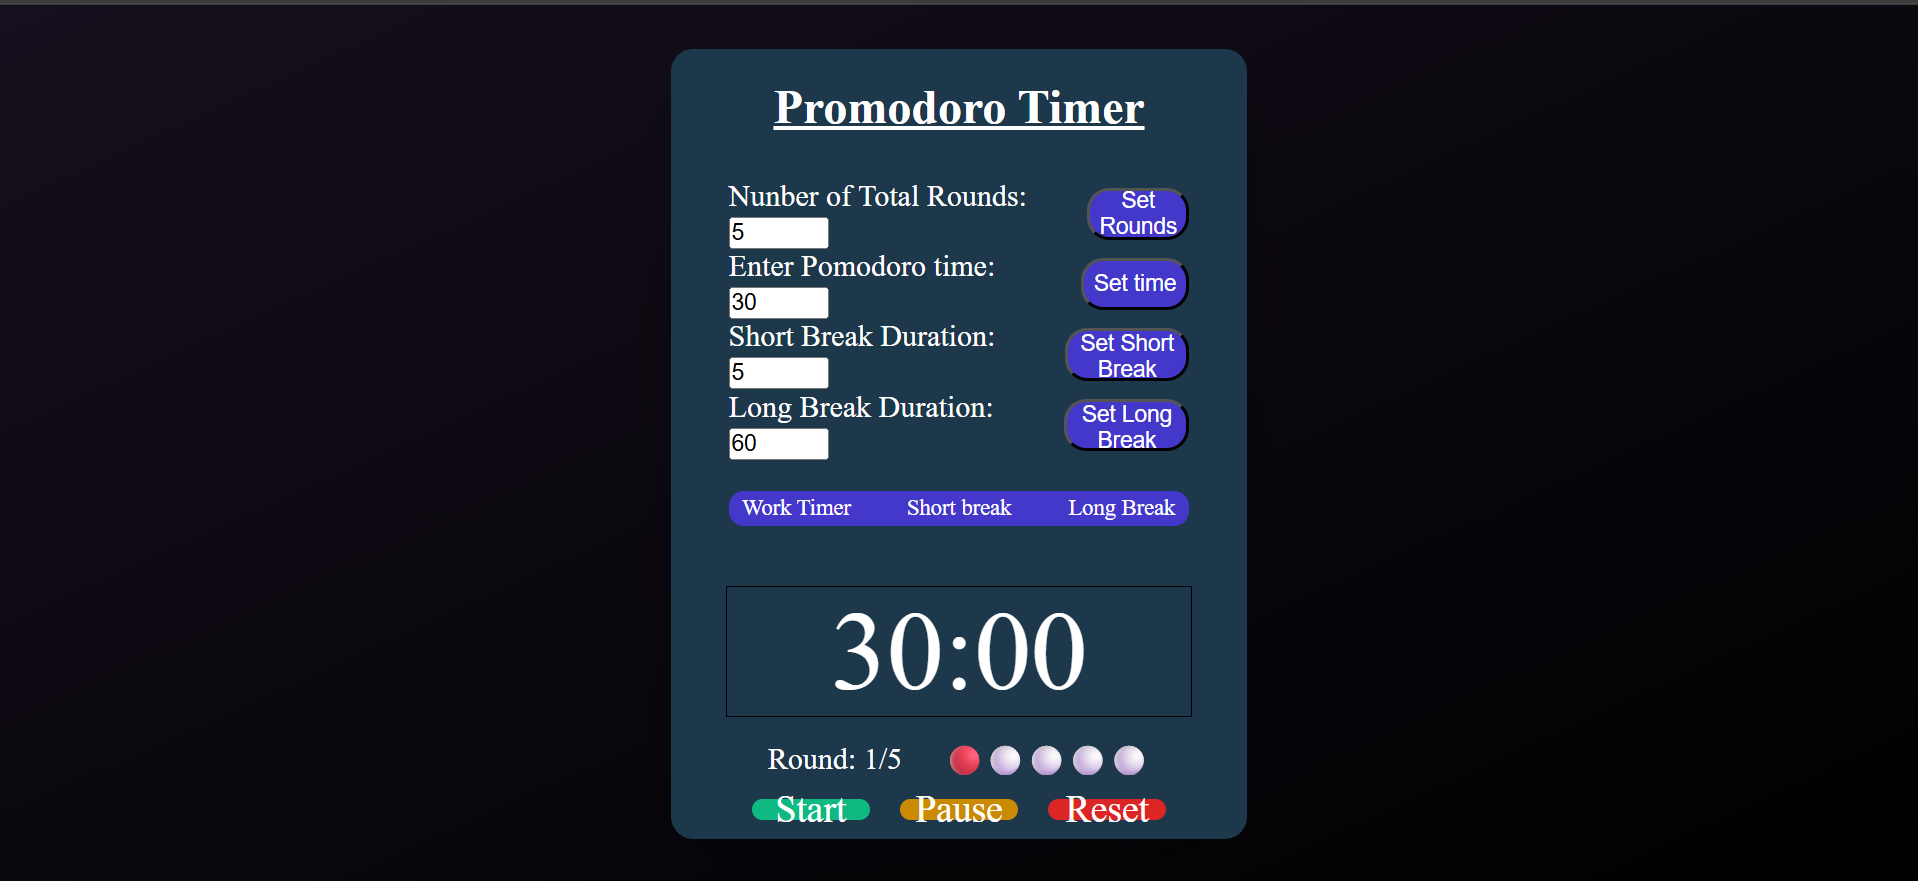 Promodoro Timer
Nunber of Total Rounds:
Set
Rounds
5
Enter Pomodoro time:
Set time
30
Short Break Duration:
Set Short
Break
5
Long Break Duration:
Set Long
Break
60
Work Timer Short break Long Break
30:00
Round: 1/5
Start Pause Reset